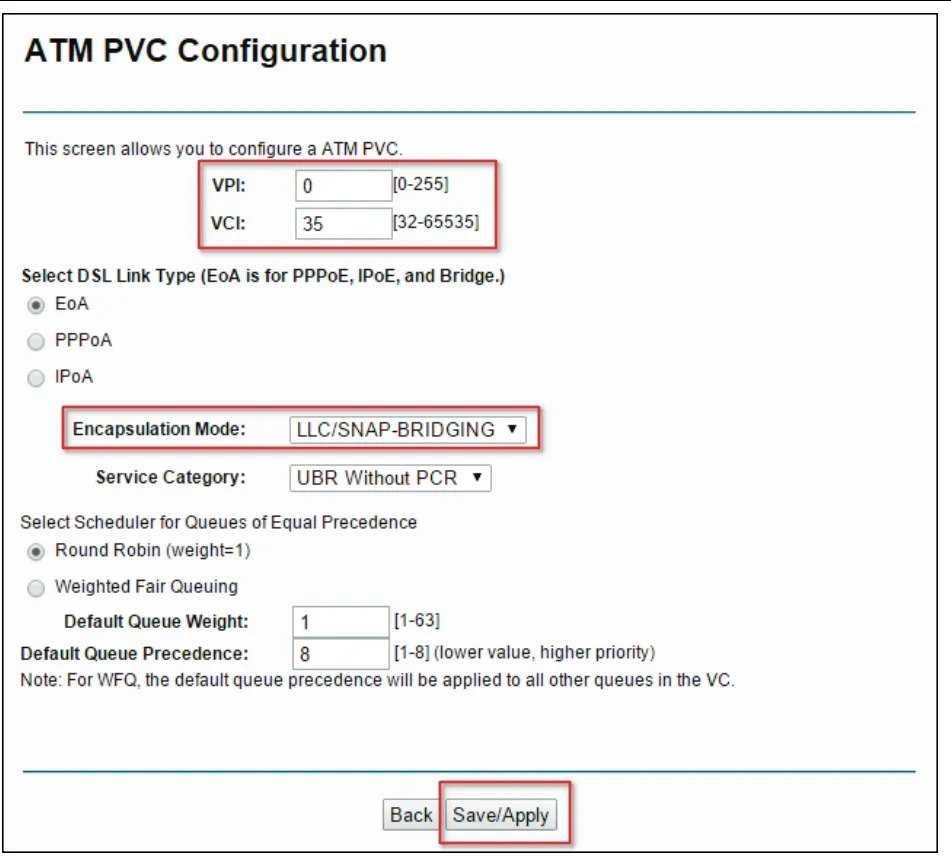 ATM PVC Configuration
This screen allows you to configure a ATM PVC.
VPI: 0 [0-255]
VCI: 35 [32-65535]
Select DSL Link Type (EoA is for PPPoE, IPoE, and Bridge.)
EoA
PPPoA
IPoA
Encapsulation Mode: LLC/SNAP-BRIDGING
Service Category: UBR Without PCR
Select Scheduler for Queues of Equal Precedence
Round Robin (weight=1)
Weighted Fair Queuing
Default Queue Weight: 1 [1-63]
Default Queue Precedence: 8 [1-8] (lower value, higher priority)
Note: For WFQ, the default queue precedence will be applied to all other queues in the VC.
Back Save/Apply